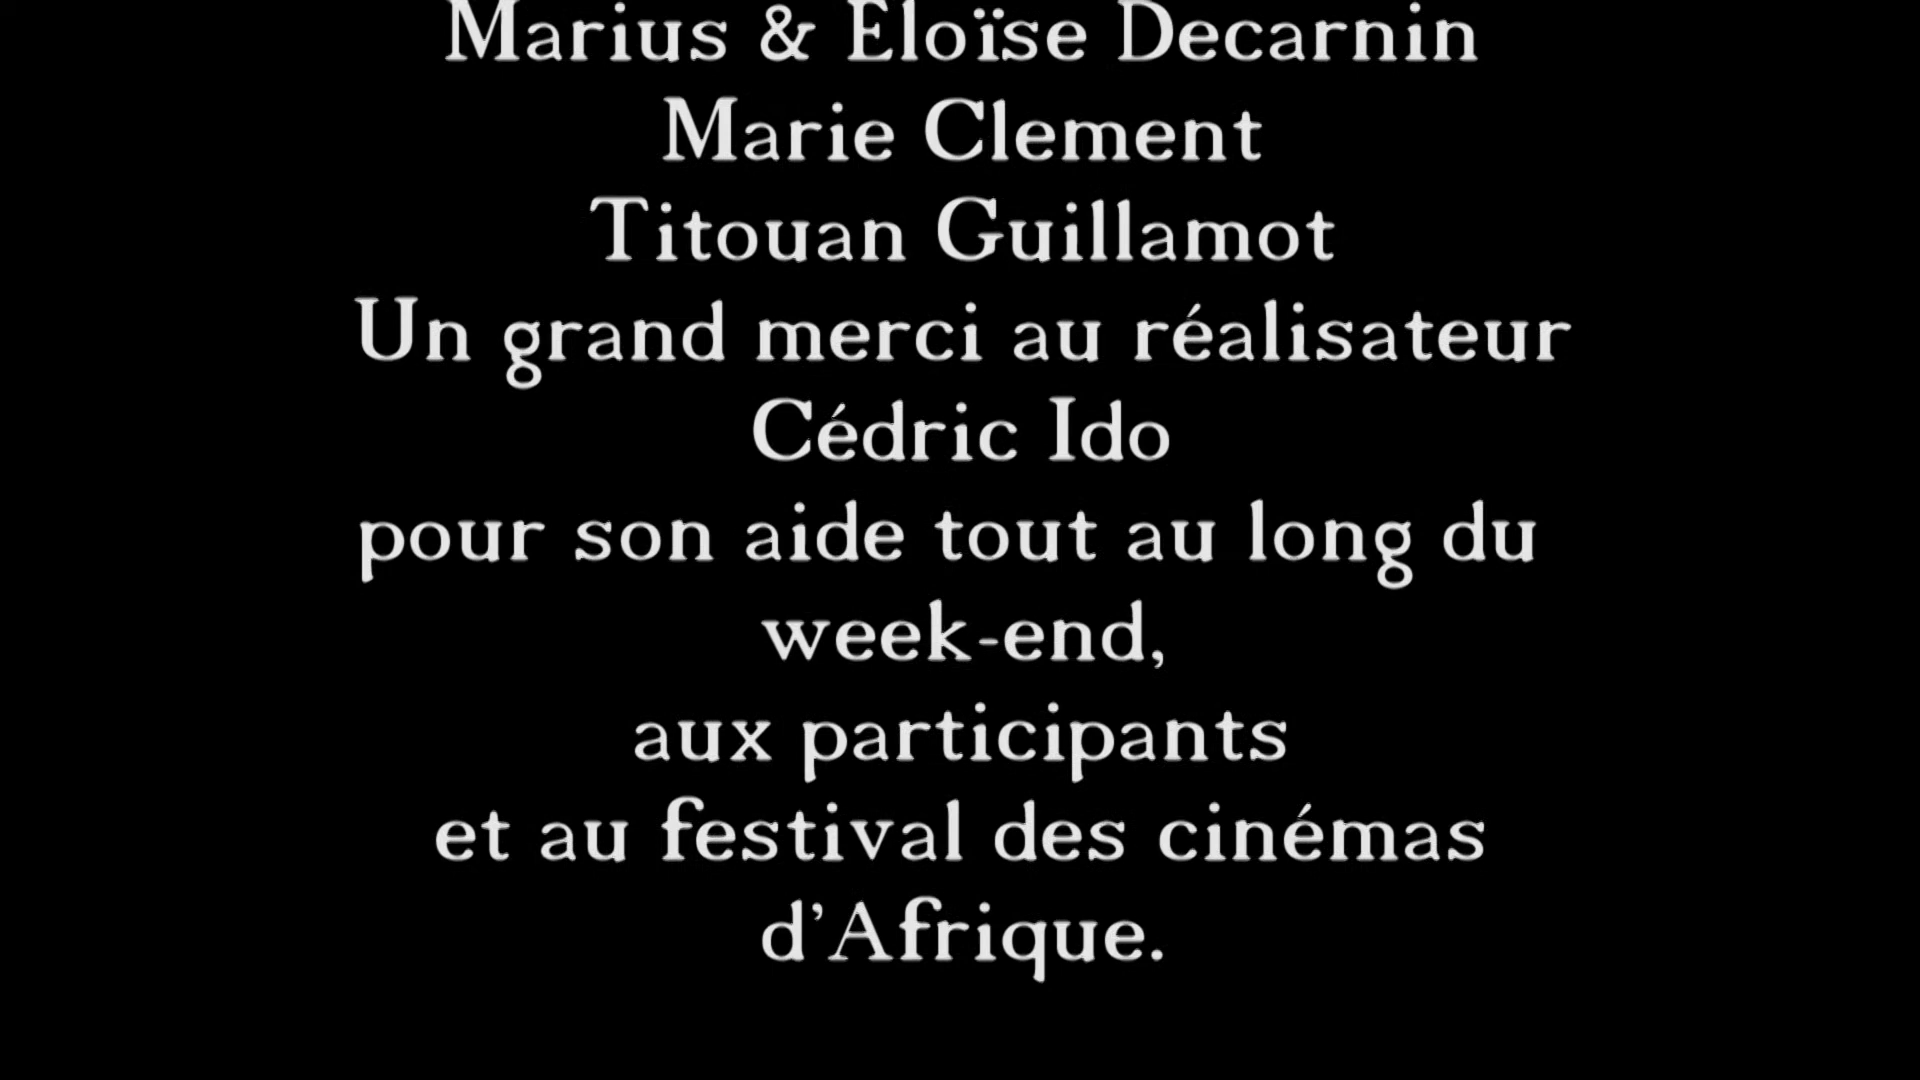 Marius & Eloïse Decarnin
Marie Clement
Titouan Guillamot
Un grand merci au réalisateur
Cédric Ido
pour son aide tout au long du
week-end,
aux participants
et au festival des cinémas
d’Afrique.